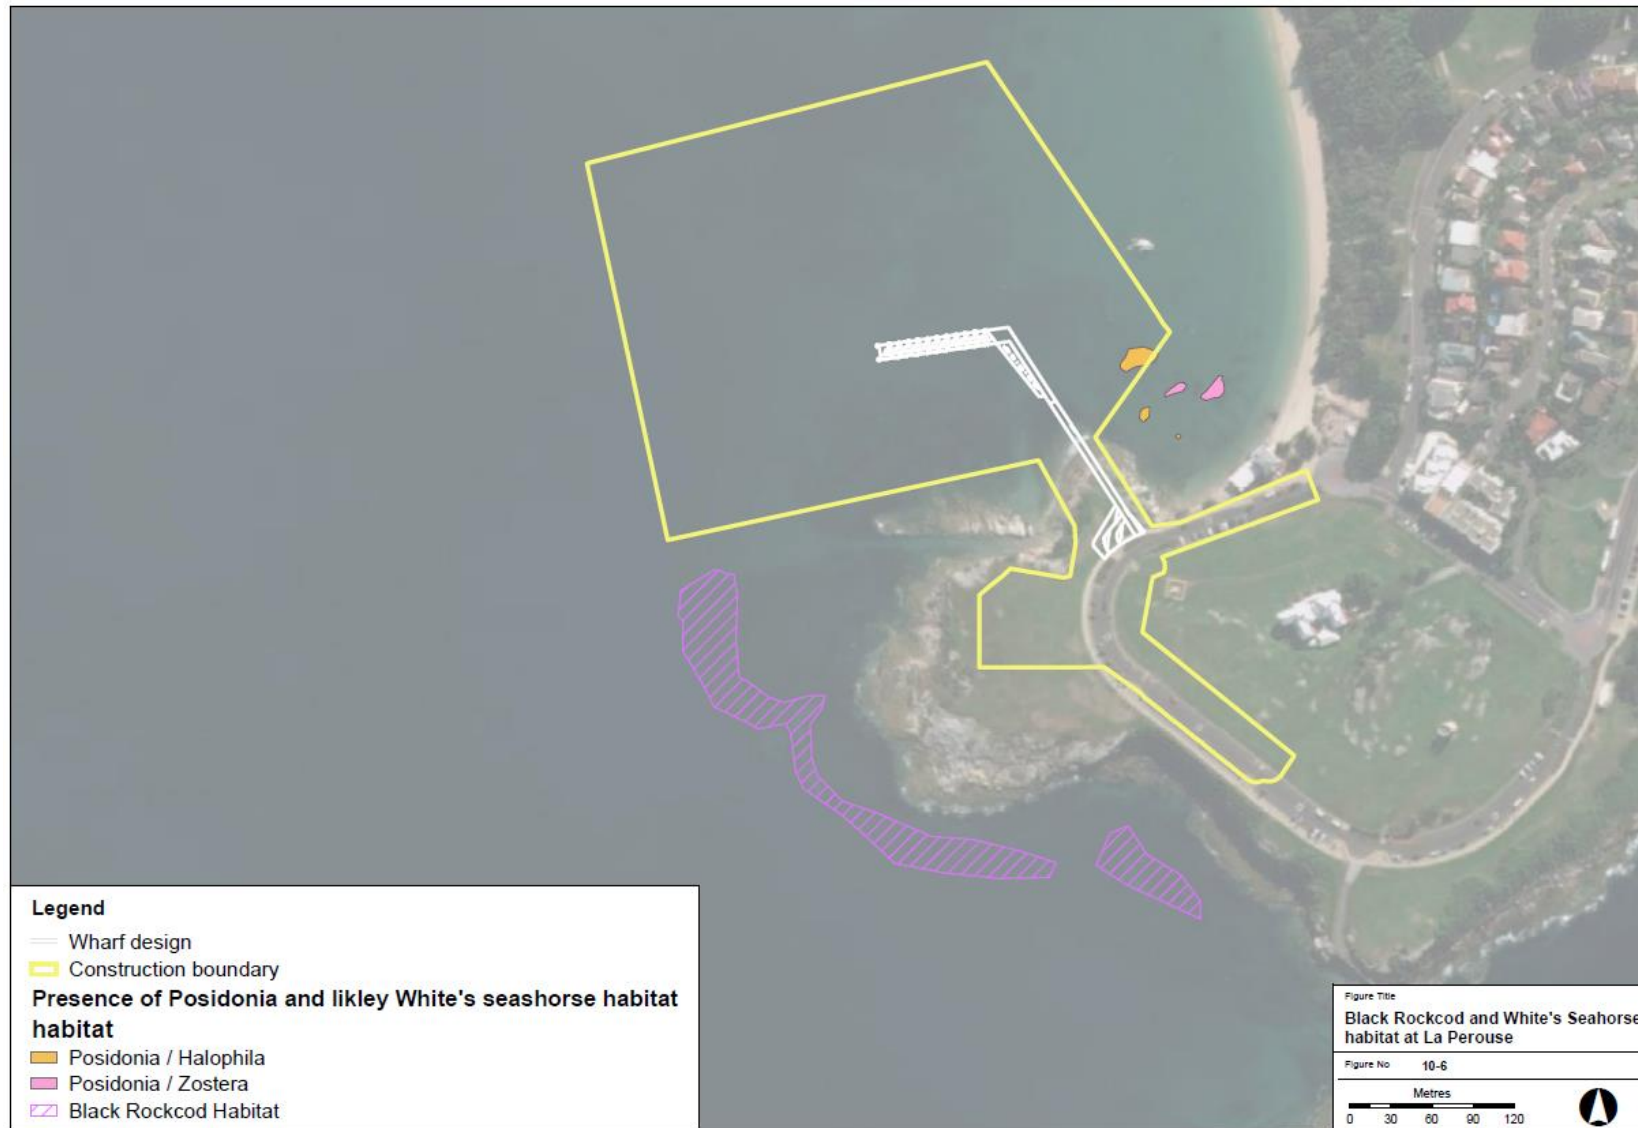 Legend
Wharf design
Construction boundary
Presence of Posidonia and likley White's seashorse habitat
habitat
Posidonia / Halophila
Posidonia / Zostera
Black Rockcod Habitat
Figure Title
Black Rockcod and White's Seahorse
habitat at La Perouse
Figure No 10-6
Metres
0 30 60 90 120